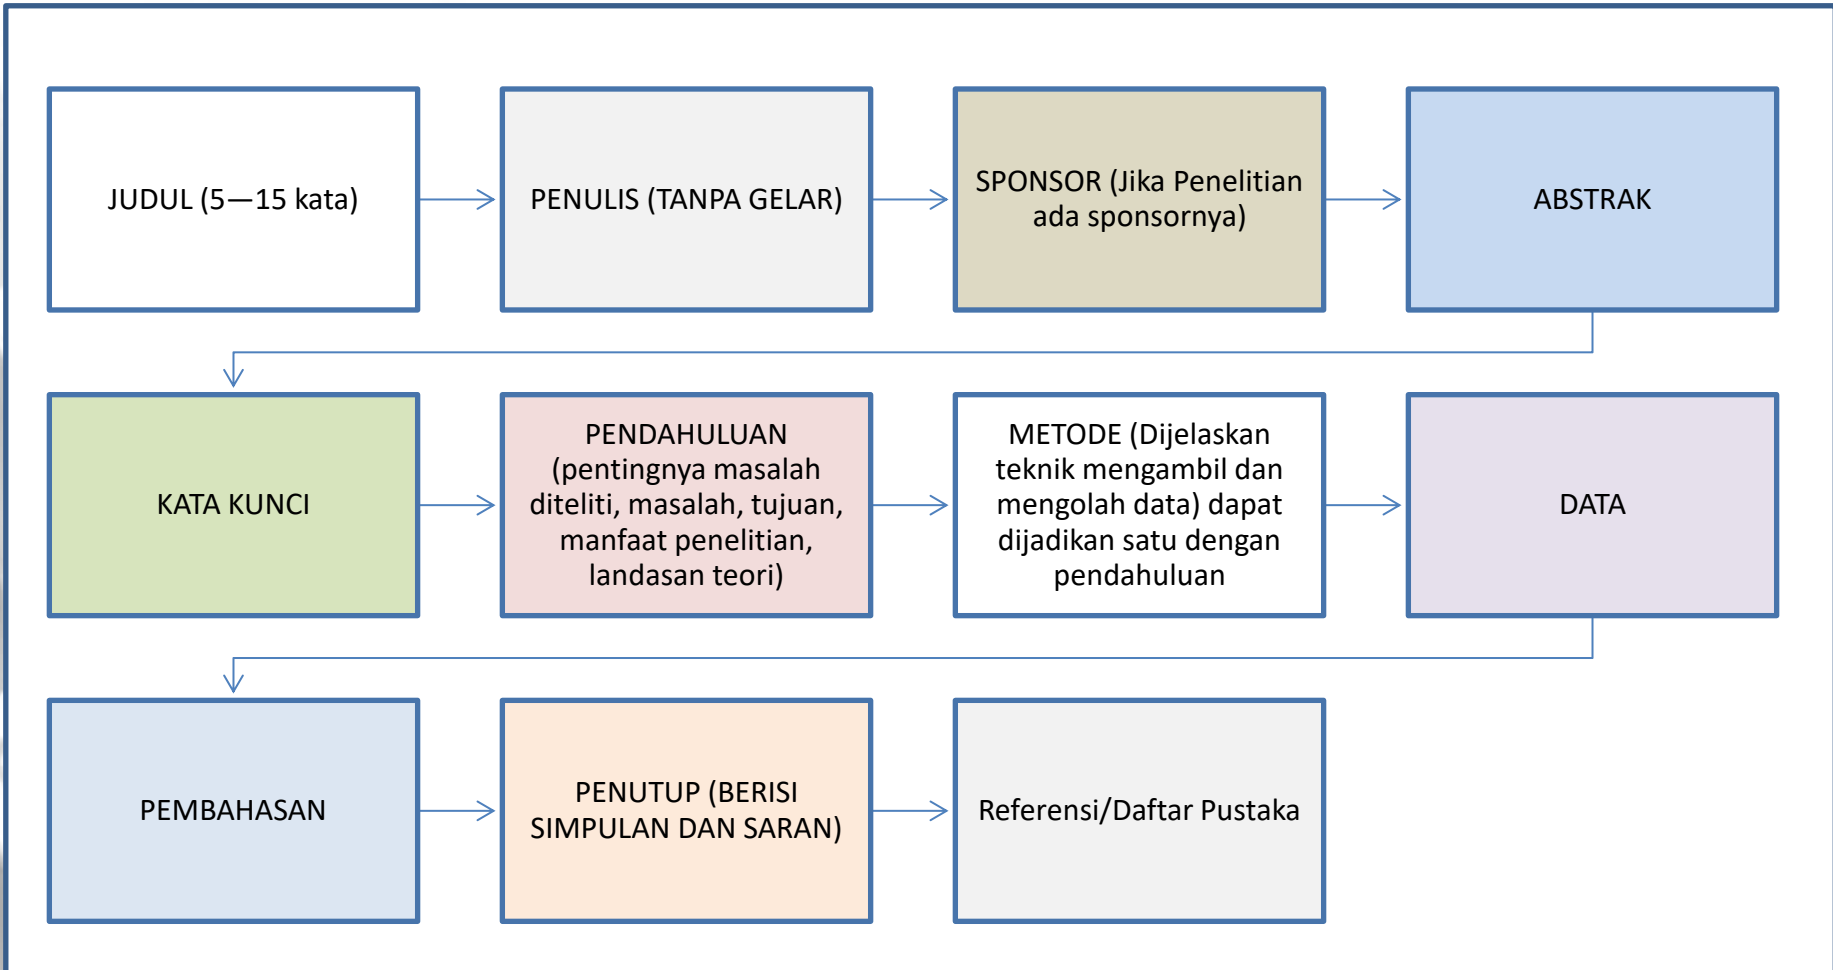 JUDUL (5—15 kata)
PENULIS (TANPA GELAR)
SPONSOR (Jika Penelitian
ada sponsornya)
ABSTRAK
KATA KUNCI
PENDAHULUAN
(pentingnya masalah
diteliti, masalah, tujuan,
manfaat penelitian,
landasan teori)
METODE (Dijelaskan
teknik mengambil dan
mengolah data) dapat
dijadikan satu dengan
pendahuluan
DATA
PEMBAHASAN
PENUTUP (BERISI
SIMPULAN DAN SARAN)
Referensi/Daftar Pustaka